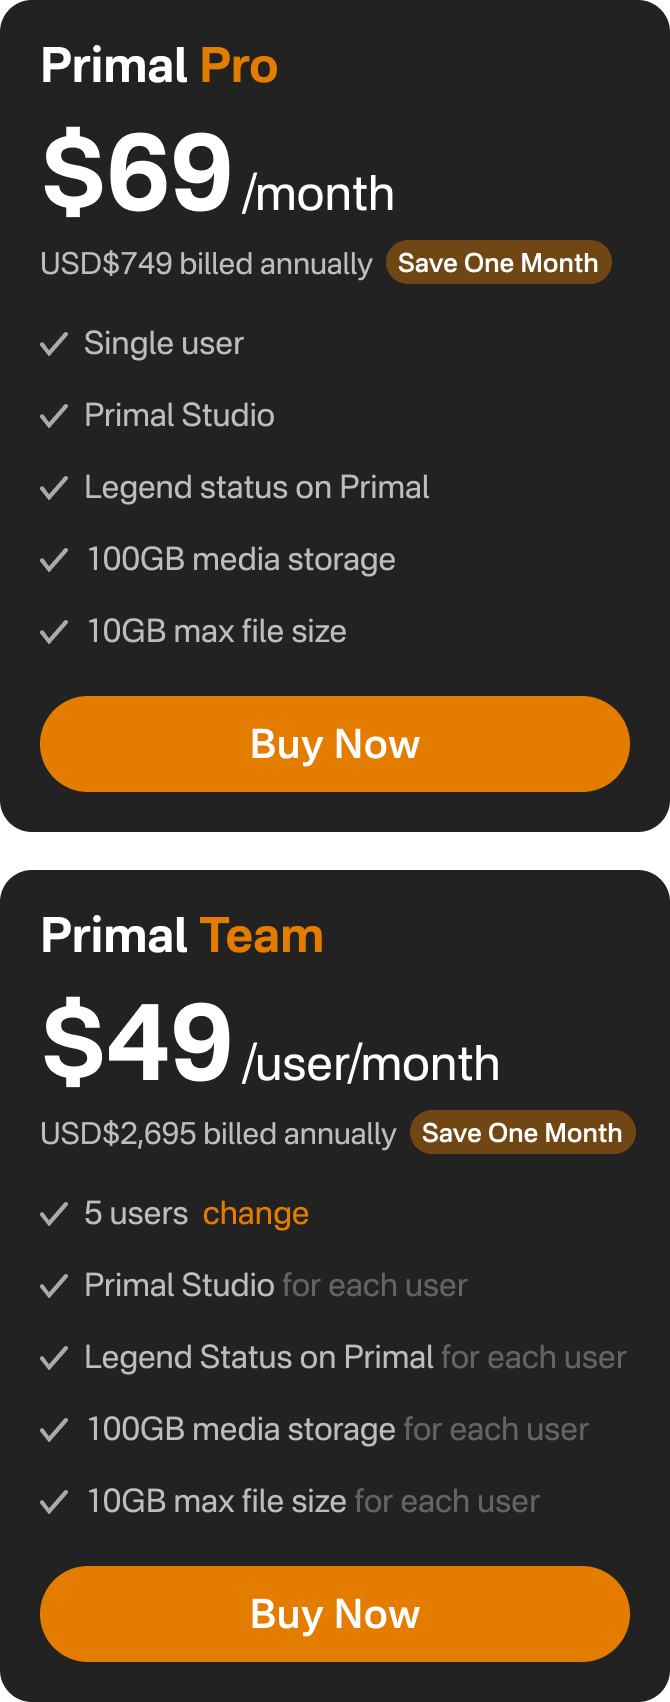 Primal Pro
$69 /month
USD$749 billed annually Save One Month
Single user
Primal Studio
Legend status on Primal
100GB media storage
10GB max file size
Buy Now
Primal Team
$49 /user/month
USD$2,695 billed annually Save One Month
5 users change
Primal Studio for each user
Legend Status on Primal for each user
100GB media storage for each user
10GB max file size for each user
Buy Now